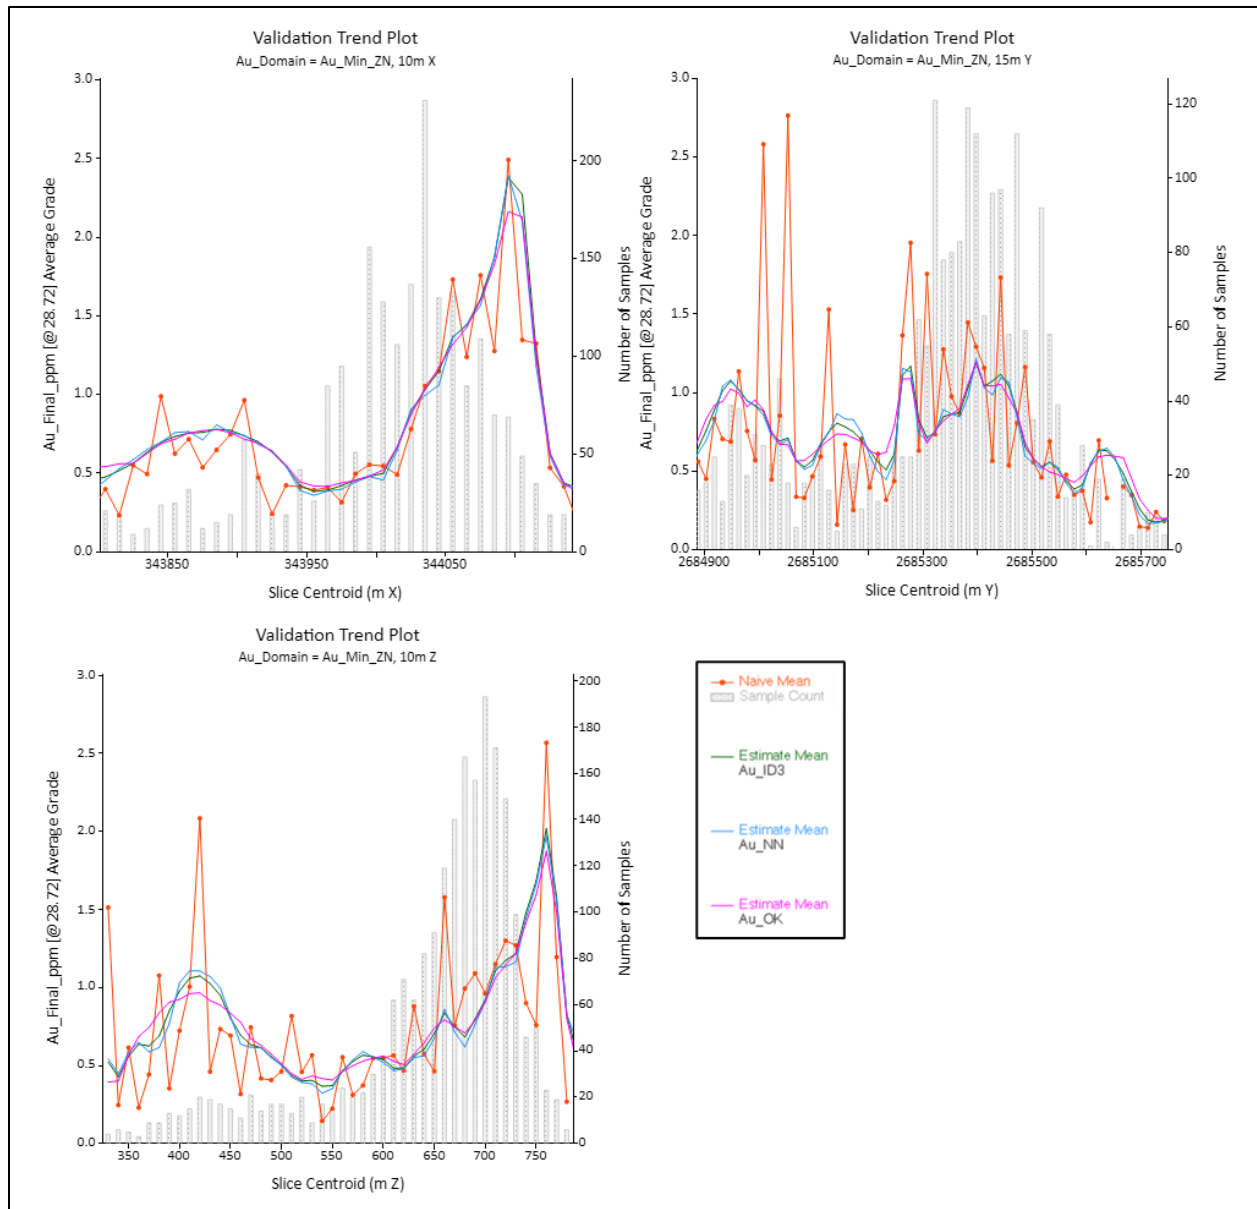 Validation Trend Plot
Au_Domain = Au_Min_ZN, 10m X
3.0
2.5
2.0
1.5
1.0
0.5
0.0
Au_Final_ppm [@28.72] Average Grade
200
150
100
50
0
Number of Samples
343850
343950
344050
Slice Centroid (m X)
Validation Trend Plot
Au_Domain = Au_Min_ZN, 15m Y
3.0
2.5
2.0
1.5
1.0
0.5
0.0
Au_Final_ppm [@28.72] Average Grade
120
100
80
60
40
20
0
Number of Samples
2684900
2685100
2685300
2685500
2685700
Slice Centroid (m Y)
Validation Trend Plot
Au_Domain = Au_Min_ZN, 10m Z
3.0
2.5
2.0
1.5
1.0
0.5
0.0
Au_Final_ppm [@28.72] Average Grade
200
180
160
140
120
100
80
60
40
20
0
Number of Samples
350
400
450
500
550
600
650
700
750
Slice Centroid (m Z)
Naive Mean
Sample Count
Estimate Mean
Au_ID3
Estimate Mean
Au_NN
Estimate Mean
Au_OK